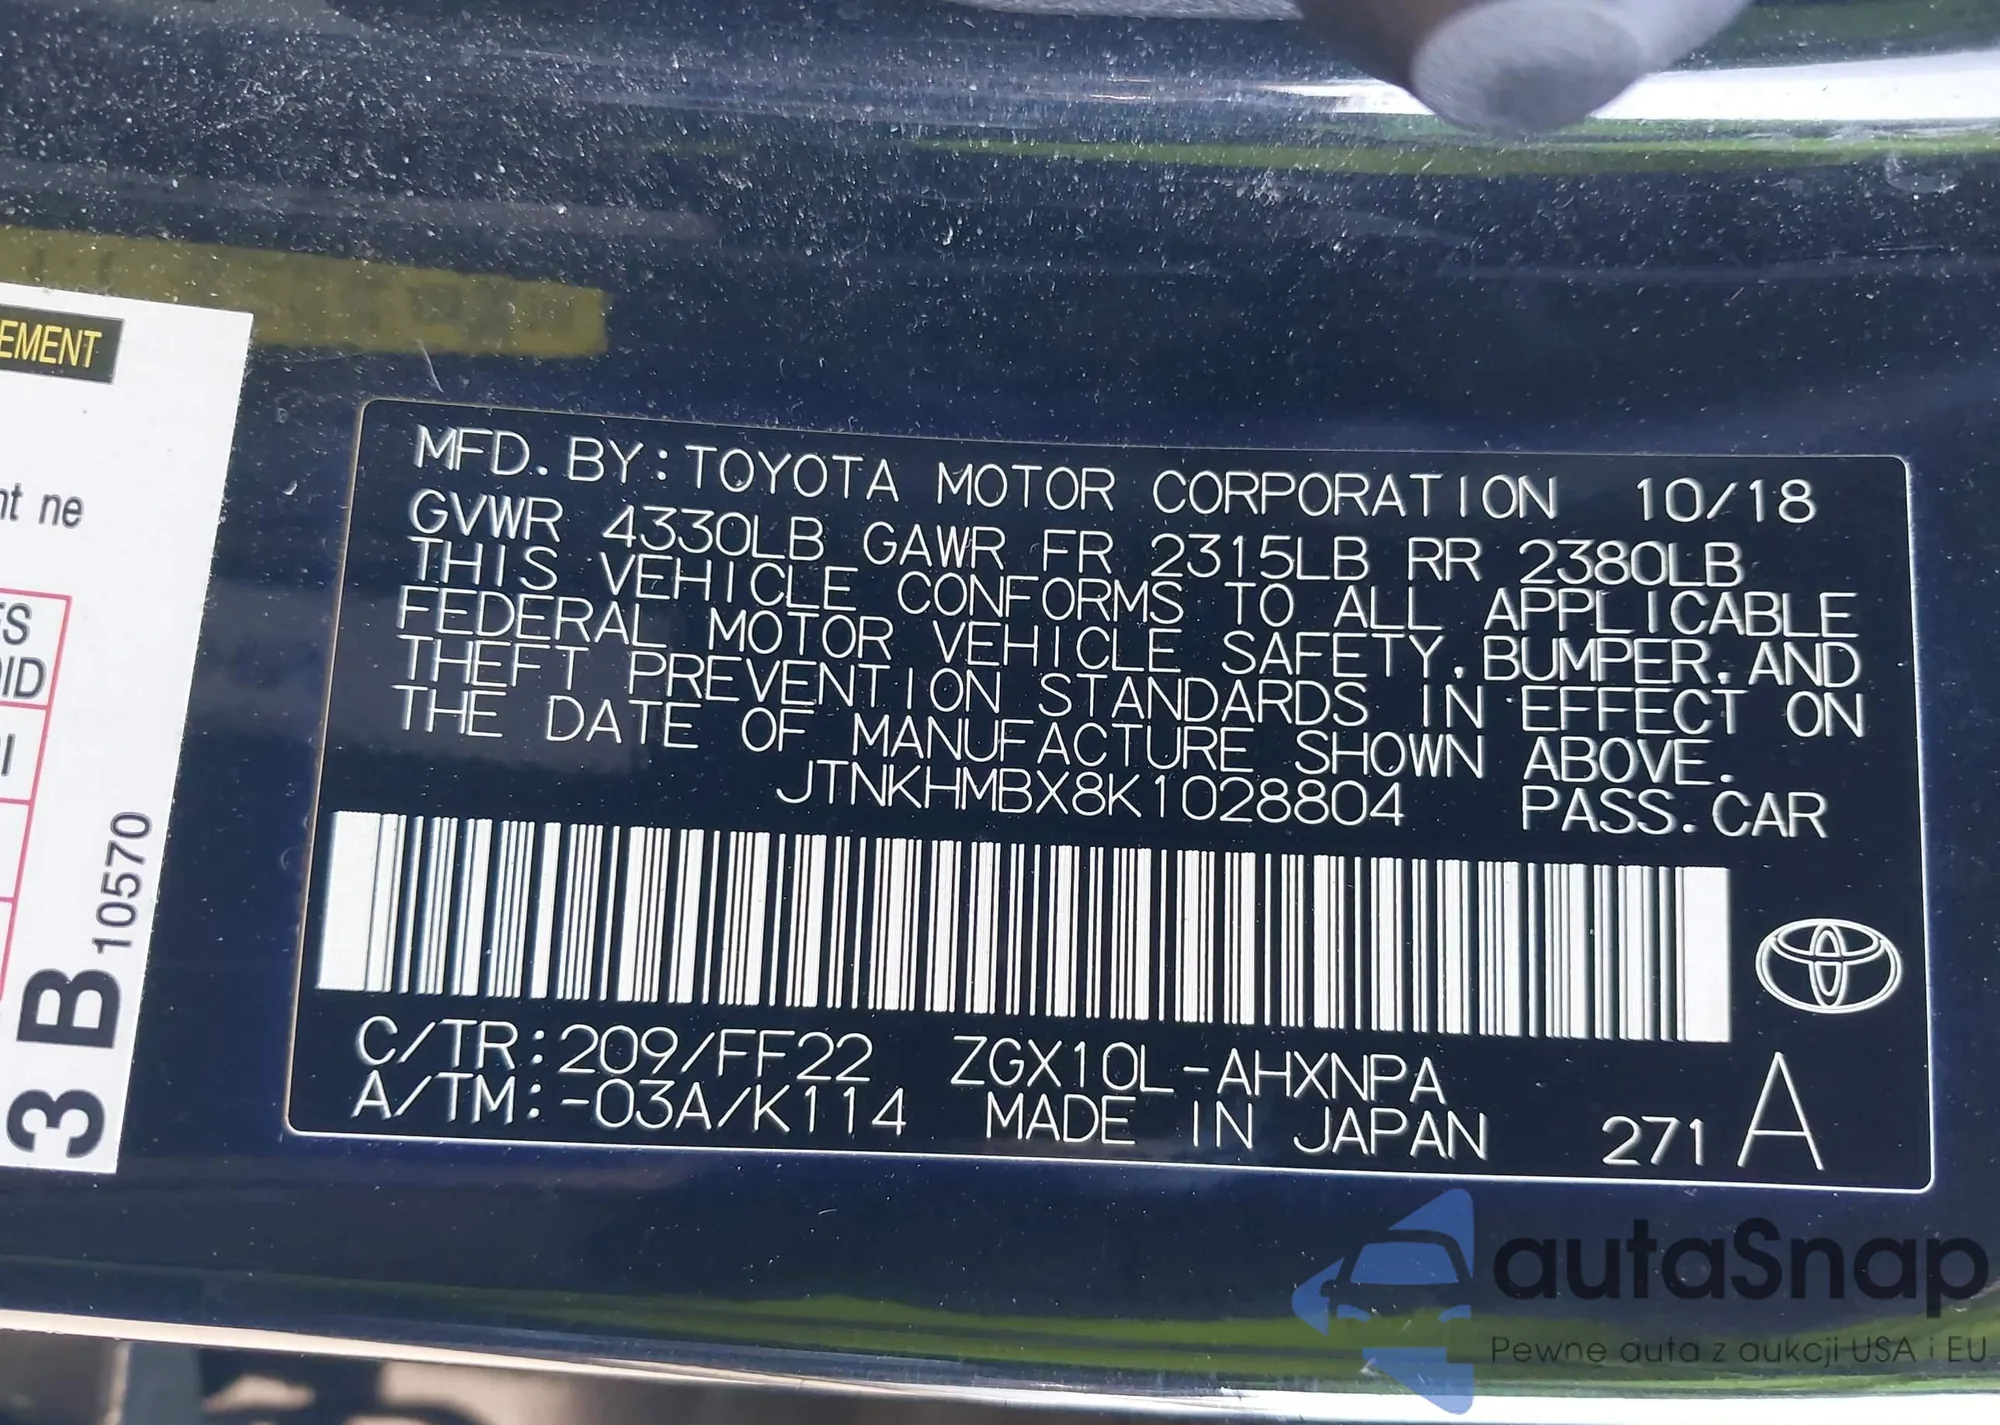 EMENT
nt ne
ES
ID
3 B 10570
MFD. BY: TOYOTA MOTOR CORPORATION 10/18
GVWR 4330LB GAWR FR 2315LB RR 2380LB
THIS VEHICLE CONFORMS TO ALL APPLICABLE
FEDERAL MOTOR VEHICLE SAFETY, BUMPER, AND
THEFT PREVENTION STANDARDS IN EFFECT ON
THE DATE OF MANUFACTURE SHOWN ABOVE.
JTNKHMBX8K1028804 PASS. CAR
C/TR: 209/FF22 ZGX10L-AHXNPA
A/TM: -03A/K114 MADE IN JAPAN 271 A
autaSnap
Pewne auta z aukcji USA i EU